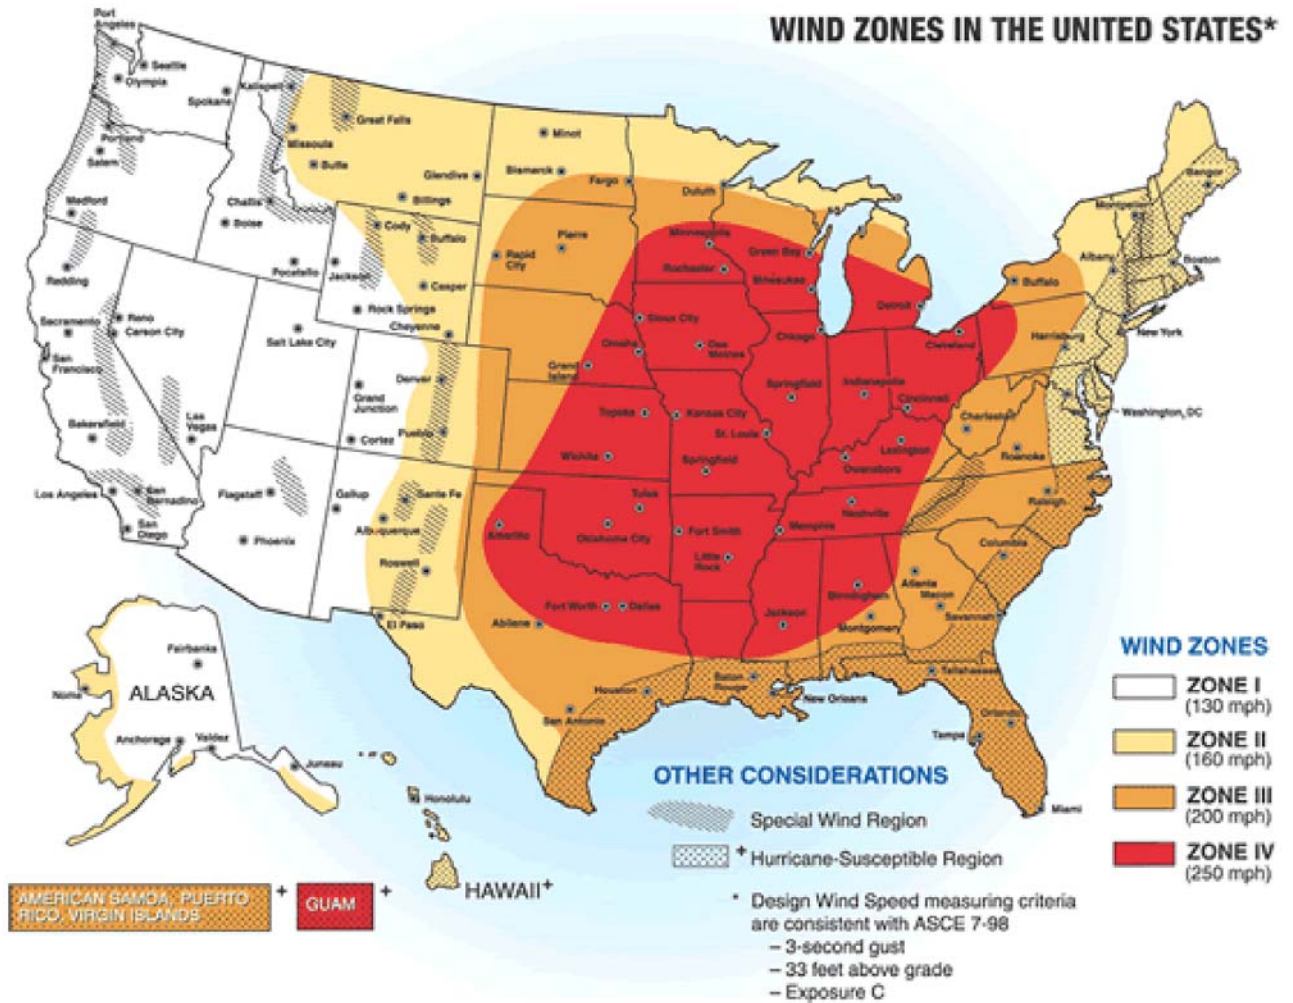 WIND ZONES IN THE UNITED STATES*
Port
Angeles
Seattle
Olympia
Spokane
Kalispell
Great Falls
Minot
Portland
Salem
Missoula
Butte
Glendive
Bismarck
Fargo
Duluth
Bangor
Medford
Challis
Boise
Billings
Montpelier
Cody
Buffalo
Rapid
City
Pierre
Minneapolis
Green Bay
Albany
Boston
Redding
Pocatello
Jackson
Casper
Rochester
Milwaukee
Buffalo
Sacramento
Reno
Carson City
Rock Springs
Cheyenne
Sioux City
Detroit
New York
San
Francisco
Salt Lake City
Omaha
Des
Moines
Chicago
Cleveland
Harrisburg
Grand
Island
Denver
Grand
Junction
Springfield
Indianapolis
Cincinnati
Washington, DC
Bakersfield
Las
Vegas
Cortez
Pueblo
Topeka
Kansas City
St. Louis
Charleston
Lexington
Roanoke
Wichita
Springfield
Owensboro
Los Angeles
San
Bernadino
Flagstaff
Gallup
Sante Fe
Tulsa
Nashville
Raleigh
San
Diego
Phoenix
Albuquerque
Amarillo
Oklahoma City
Fort Smith
Memphis
Columbia
Roswell
Little
Rock
Atlanta
Birmingham
Macon
El Paso
Fort Worth
Dallas
Abilene
Jackson
Montgomery
Savannah
Houston
Baton
Rouge
New Orleans
Tallahassee
San Antonio
Orlando
Tampa
Miami
Fairbanks
Nome
ALASKA
Anchorage
Valdez
Juneau
Honolulu
HAWAII+
AMERICAN SAMOA, PUERTO
RICO, VIRGIN ISLANDS
+
GUAM
+
WIND ZONES
ZONE I
(130 mph)
ZONE II
(160 mph)
ZONE III
(200 mph)
ZONE IV
(250 mph)
OTHER CONSIDERATIONS
Special Wind Region
+ Hurricane-Susceptible Region
* Design Wind Speed measuring criteria
are consistent with ASCE 7-98
– 3-second gust
– 33 feet above grade
– Exposure C